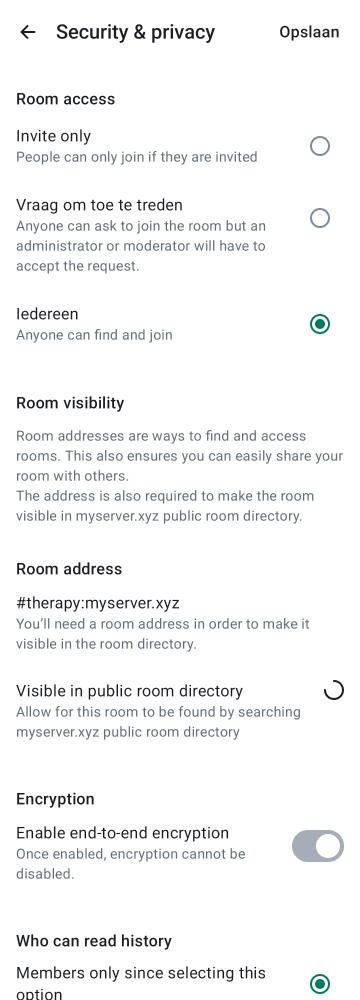 Security & privacy
Opslaan
Room access
Invite only
People can only join if they are invited
Vraag om toe te treden
Anyone can ask to join the room but an
administrator or moderator will have to
accept the request.
Iedereen
Anyone can find and join
Room visibility
Room addresses are ways to find and access
rooms. This also ensures you can easily share your
room with others.
The address is also required to make the room
visible in myserver.xyz public room directory.
Room address
#therapy:myserver.xyz
You’ll need a room address in order to make it
visible in the room directory.
Visible in public room directory
Allow for this room to be found by searching
myserver.xyz public room directory
Encryption
Enable end-to-end encryption
Once enabled, encryption cannot be
disabled.
Who can read history
Members only since selecting this
option